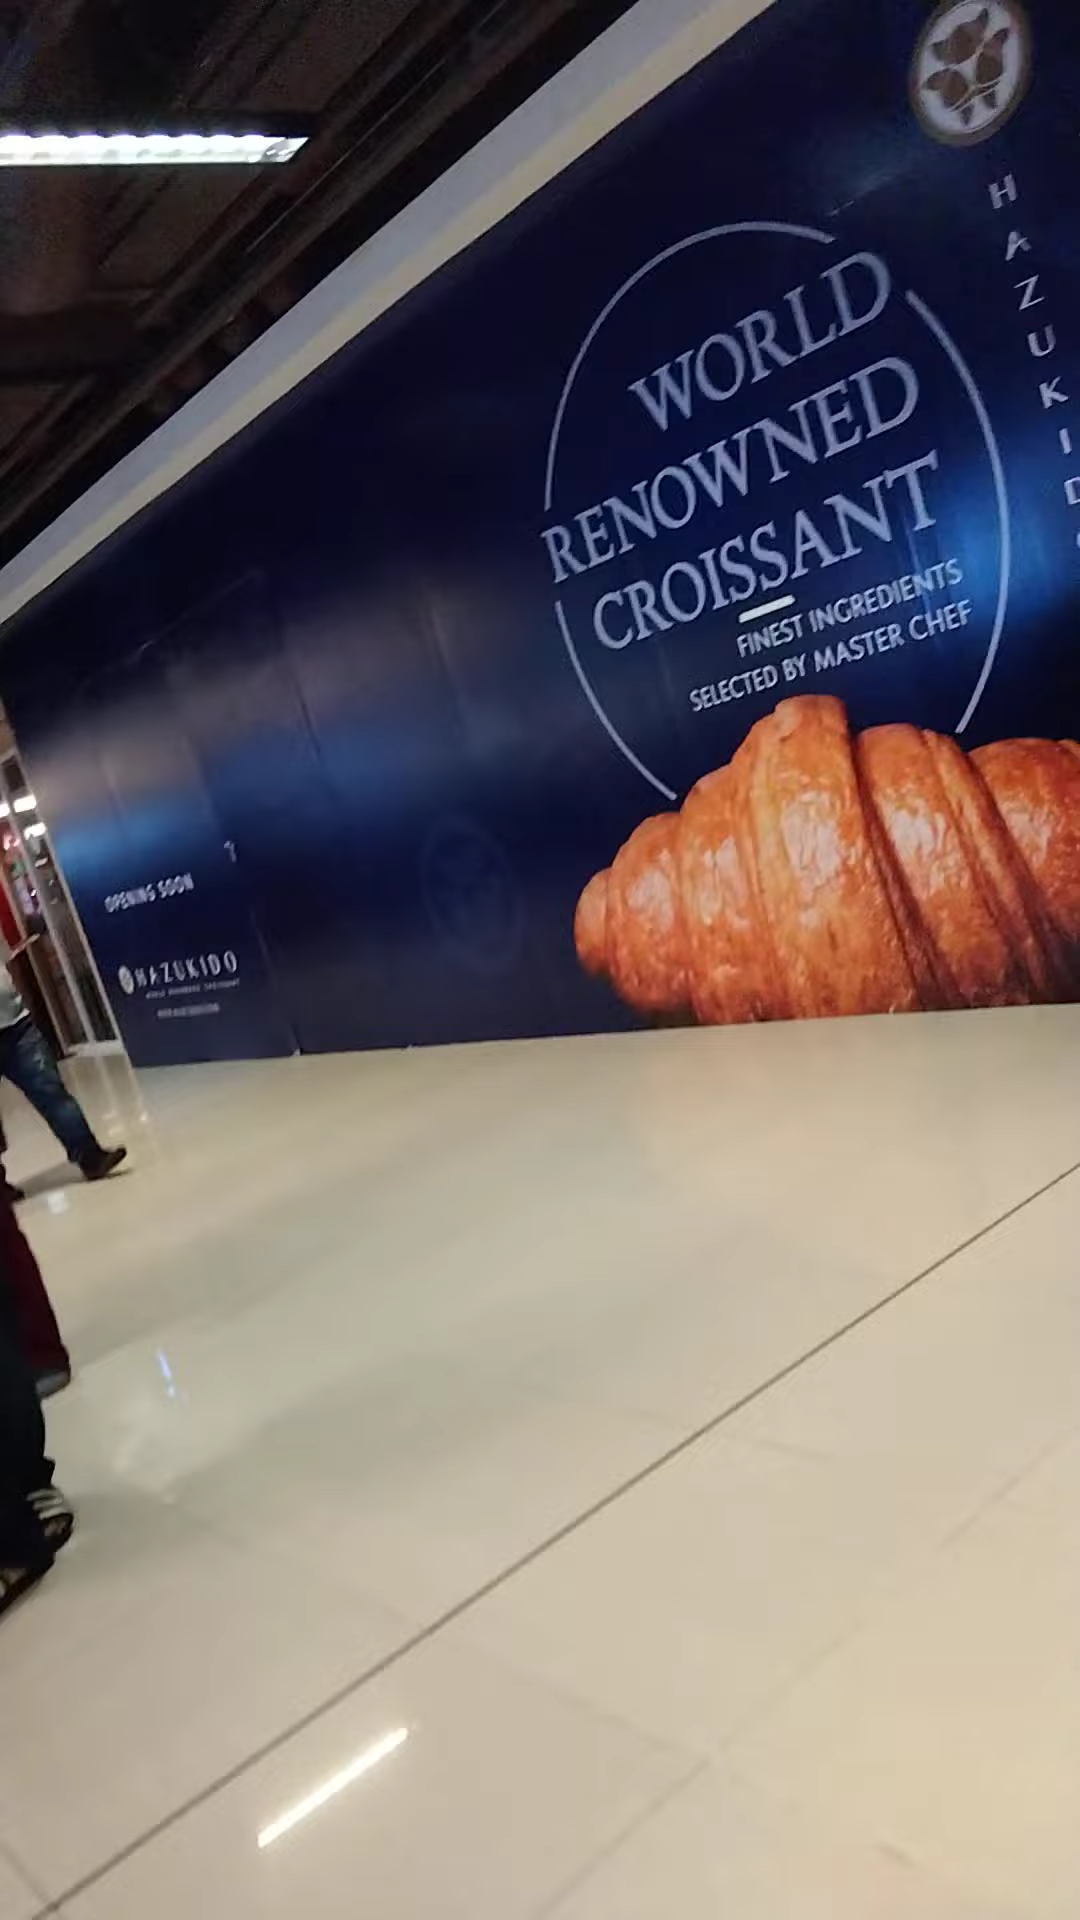 WORLD
RENOWNED
CROISSANT
FINEST INGREDIENTS
SELECTED BY MASTER CHEF
HAZUKIDO
OPENING SOON
HAZUKIDO